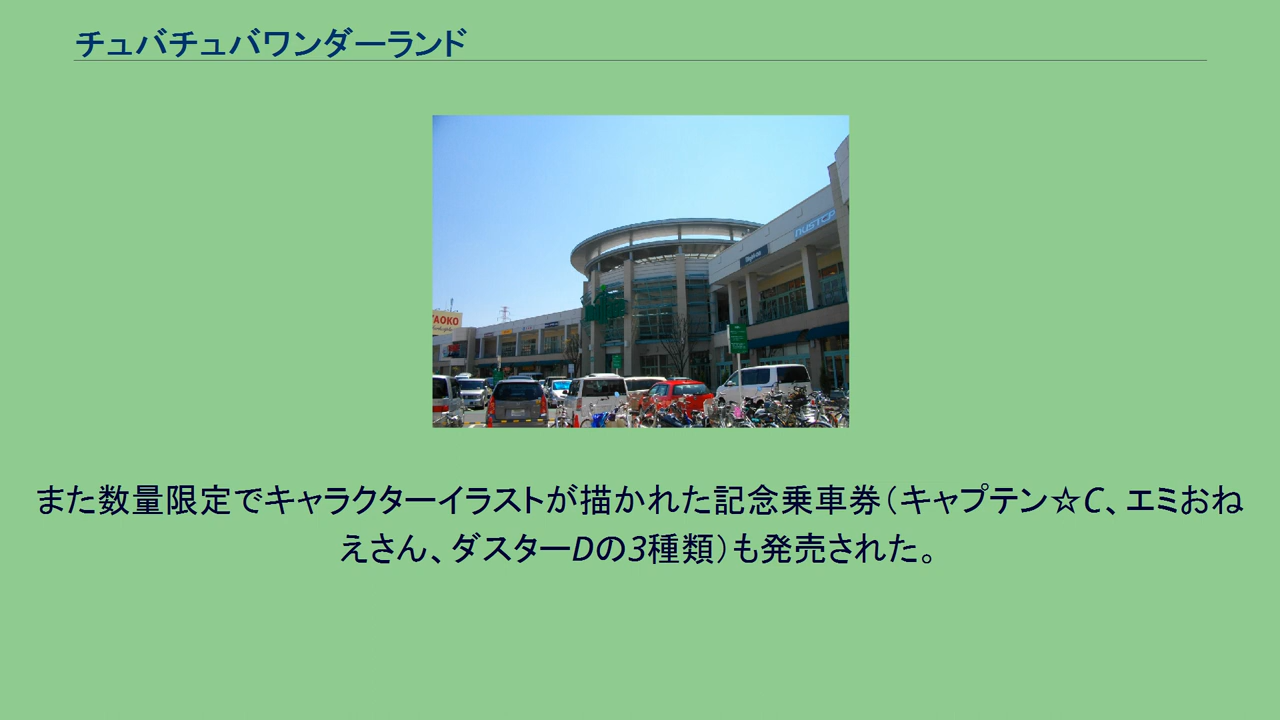 チュバチュバワンダーランド
YAOKO
また数量限定でキャラクターイラストが描かれた記念乗車券（キャプテン☆C、エミおね
えさん、ダスターDの3種類）も発売された。